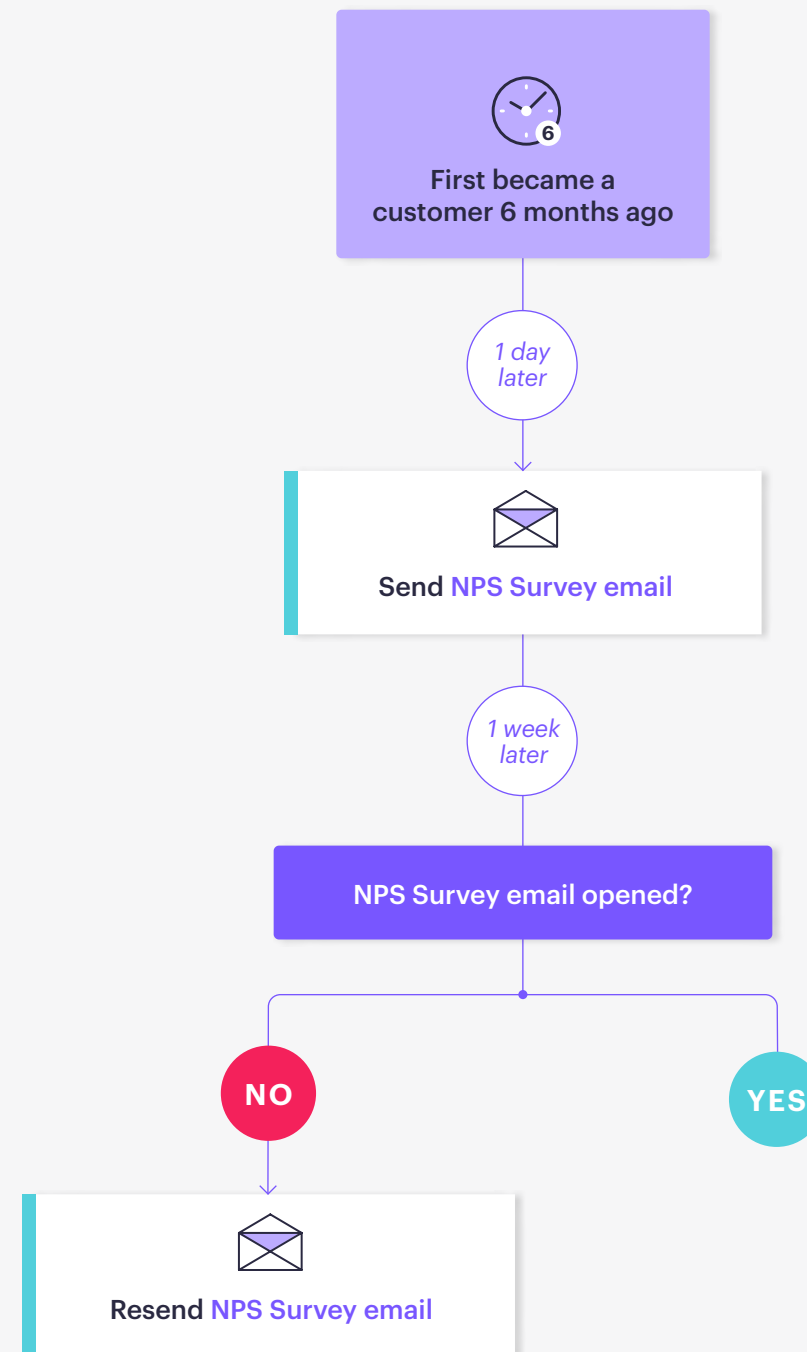 6
First became a
customer 6 months ago
1 day
later
Send NPS Survey email
1 week
later
NPS Survey email opened?
NO
YES
Resend NPS Survey email